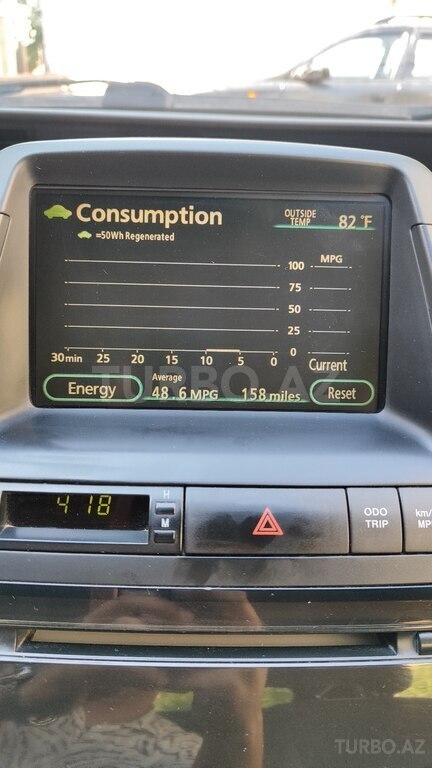 Consumption
OUTSIDE TEMP 82 °F
=50Wh Regenerated
MPG
100
75
50
25
0
30min 25 20 15 10 5 0
Current
Energy
Average
48.6 MPG 158 miles
Reset
TURBO.AZ
4:18
H
M
ODO
TRIP
km/
MP
TURBO.AZ